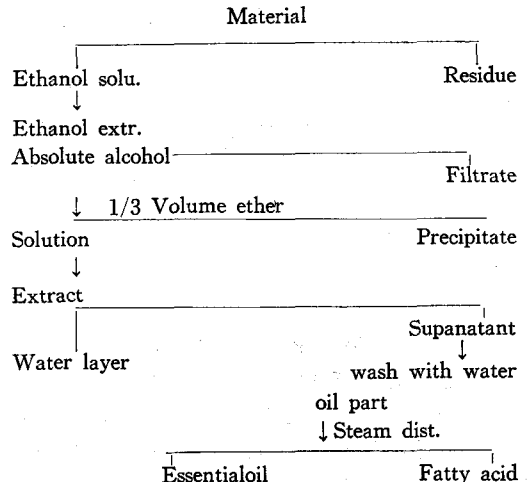 Material
Ethanol solu. Residue
↓
Ethanol extr.
Absolute alcohol
Filtrate
↓ 1/3 Volume ether
Solution Precipitate
↓
Extract
Supanatant
Water layer ↓
wash with water
oil part
↓ Steam dist.
Essentialoil Fatty acid